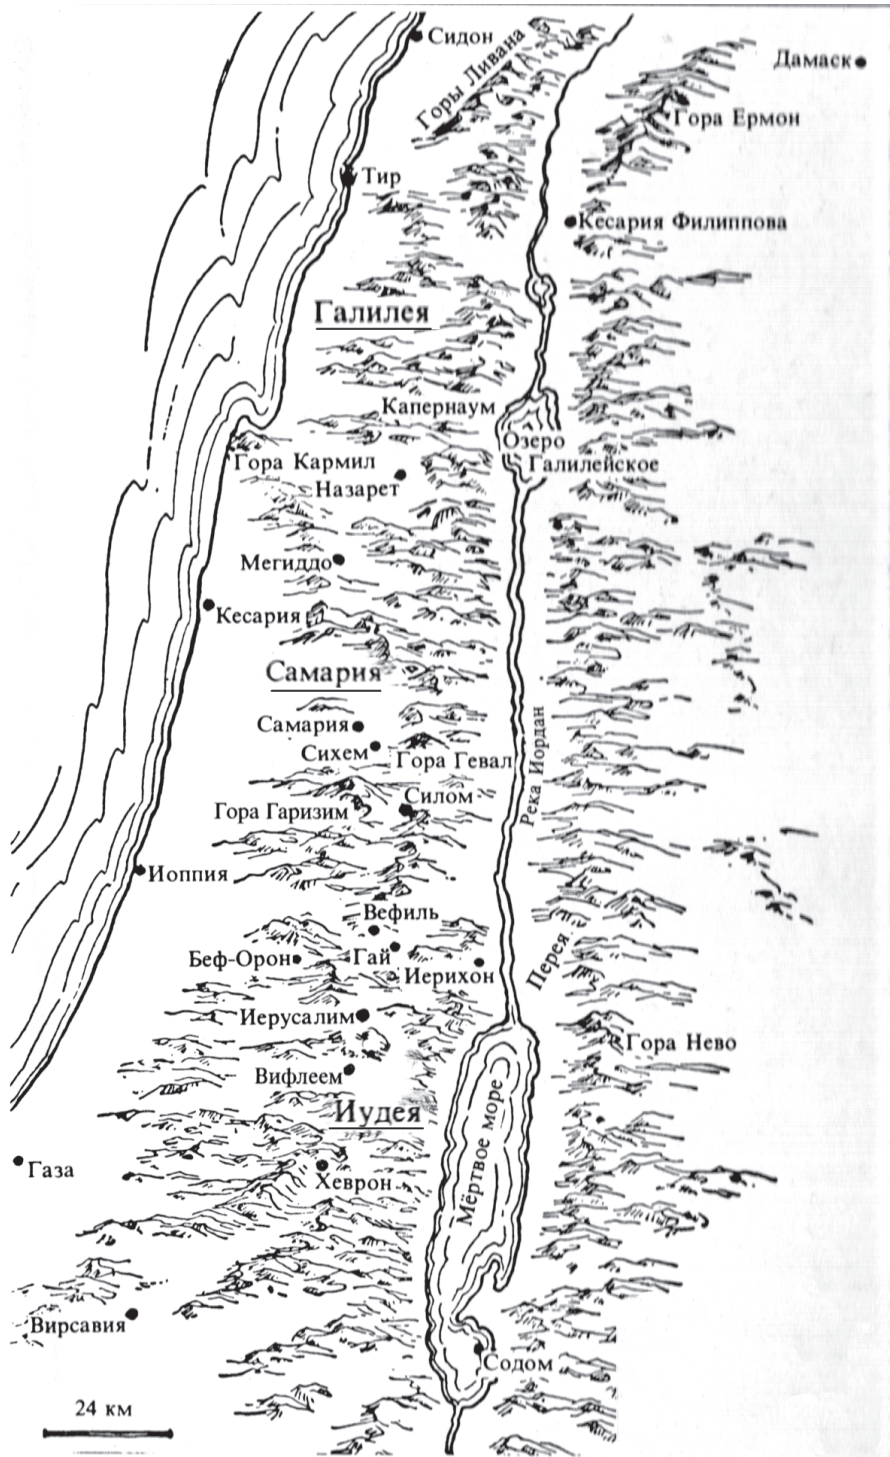 Сидон
Горы Ливана
Дамаск
Гора Ермон
Тир
Кесария Филиппова
Галилея
Капернаум
Озеро
Галилейское
Гора Кармил
Назарет
Мегиддо
Кесария
Самария
Самария
Сихем
Гора Гевал
Река Иордан
Силом
Гора Гаризим
Иоппия
Вефиль
Беф-Орон
Гай
Иерихон
Перея
Иерусалим
Гора Нево
Вифлеем
Иудея
Мёртвое море
Газа
Хеврон
Вирсавия
Содом
24 км